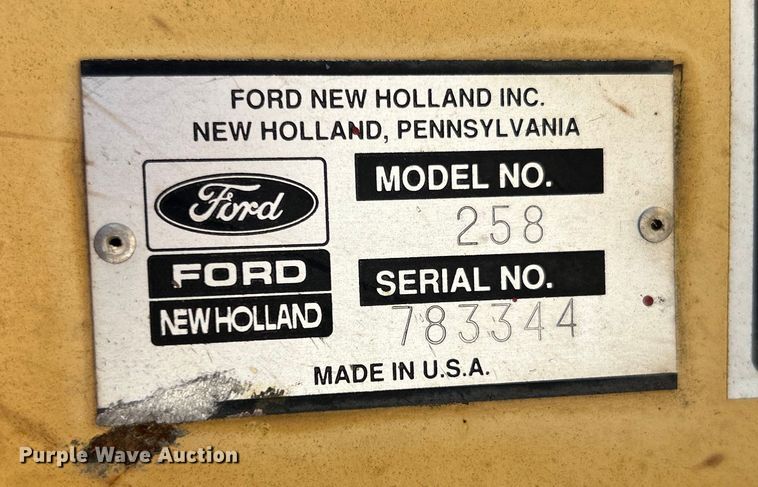 FORD NEW HOLLAND INC.
NEW HOLLAND, PENNSYLVANIA
Ford
FORD
NEW HOLLAND
MODEL NO.
258
SERIAL NO.
783344
MADE IN U.S.A.
Purple Wave Auction